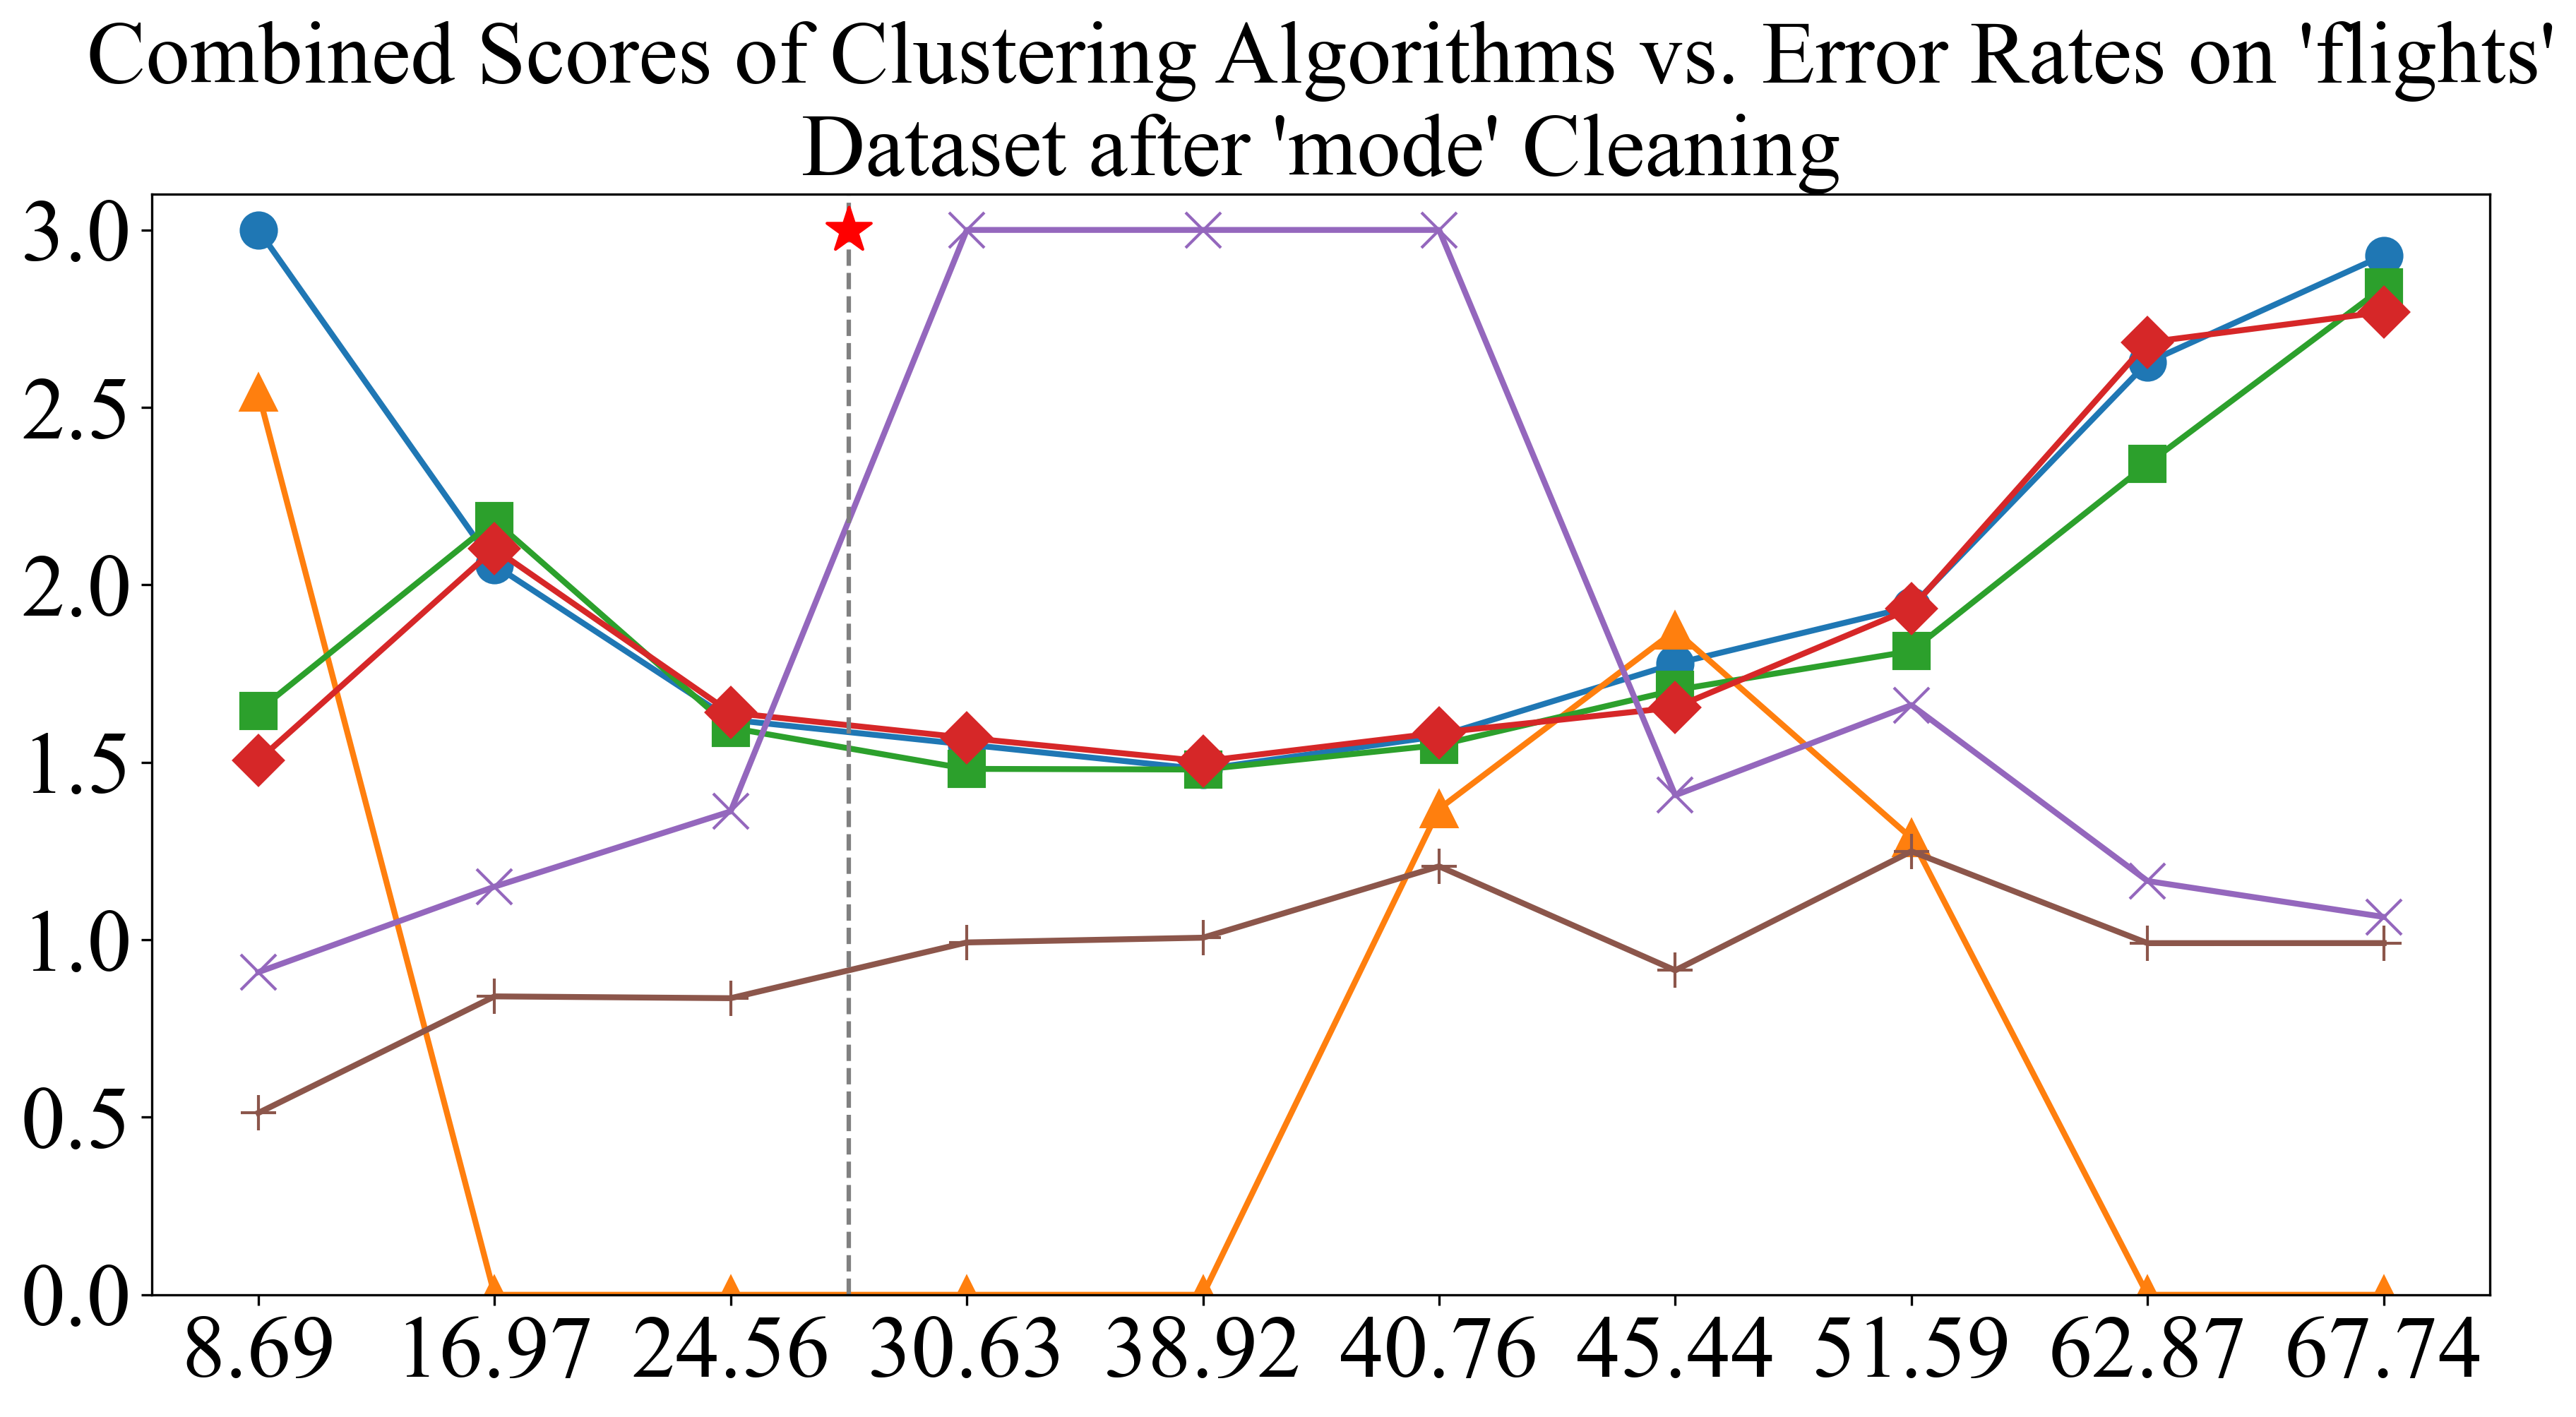 Combined Scores of Clustering Algorithms vs. Error Rates on 'flights'
Dataset after 'mode' Cleaning
3.0
2.5
2.0
1.5
1.0
0.5
0.0
8.69 16.97 24.56 30.63 38.92 40.76 45.44 51.59 62.87 67.74